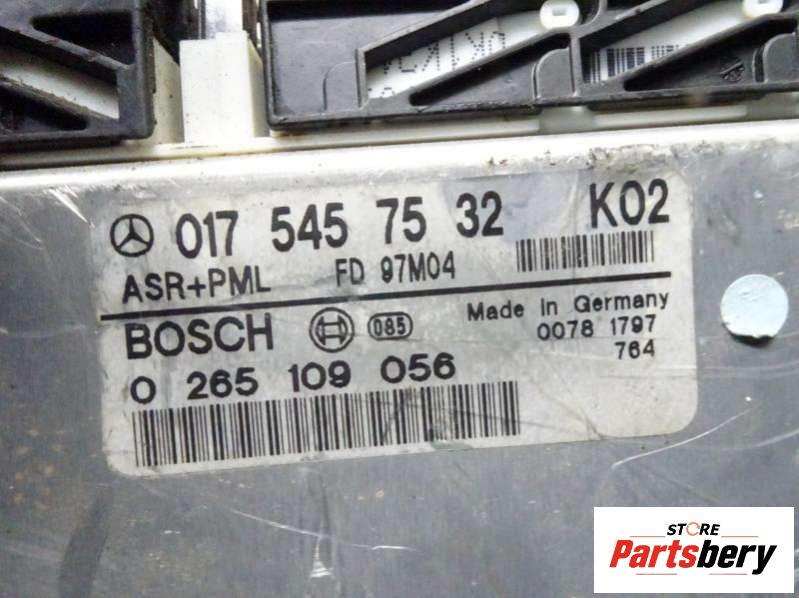 017 545 75 32 K02
ASR+PML FD 97M04
BOSCH 085 Made in Germany
0 265 109 056 0078 1797
764
STORE
Partsbery